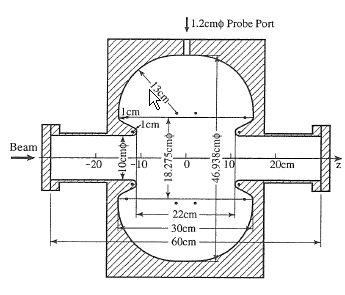 1.2cmϕ Probe Port
13cm
1cm
1cm
Beam
-20
-10
0
10
20cm
z
10cmϕ
18.275cmϕ
46.938cmϕ
22cm
30cm
60cm